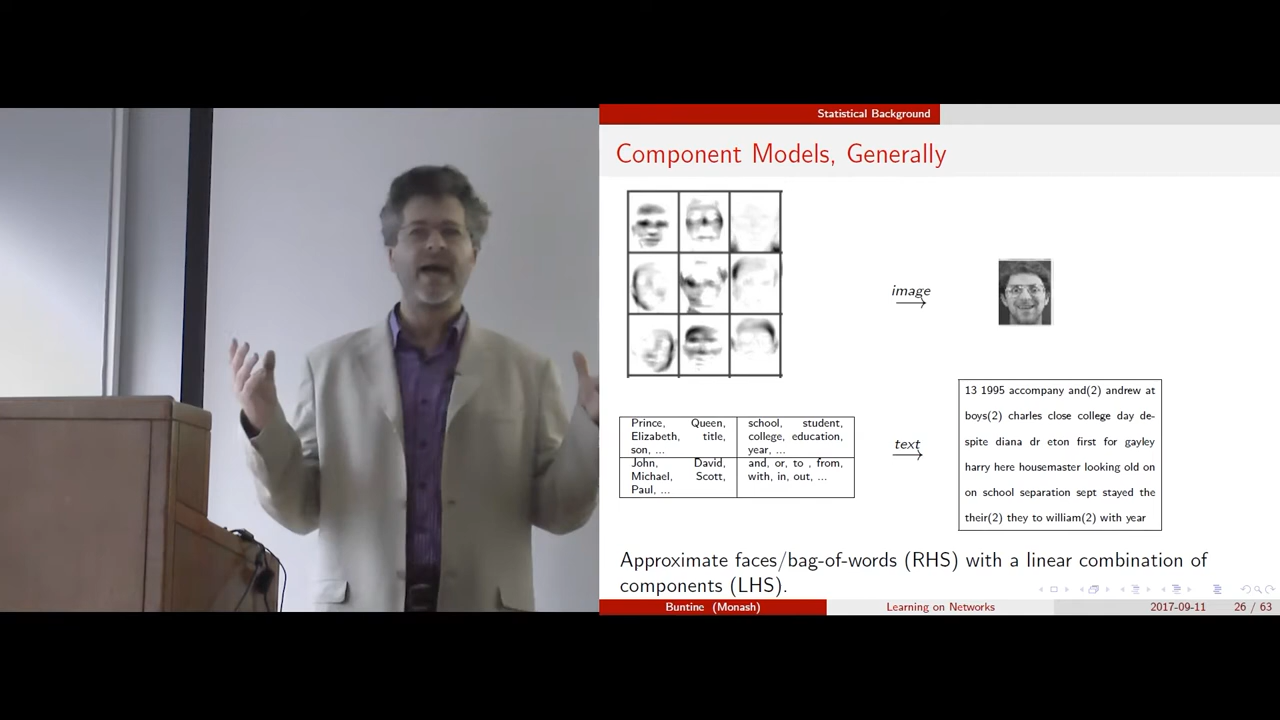 Statistical Background
Component Models, Generally
image
Prince, Queen,
Elizabeth, title,
son, ...
school, student,
college, education,
year, ...
John, David,
Michael, Scott,
Paul, ...
and, or, to , from,
with, in, out, ...
text
13 1995 accompany and(2) andrew at
boys(2) charles close college day de-
spite diana dr eton first for gayley
harry here housemaster looking old on
on school separation sept stayed the
their(2) they to william(2) with year
Approximate faces/bag-of-words (RHS) with a linear combination of
components (LHS).
Buntine (Monash)
Learning on Networks
2017-09-11
26 / 63